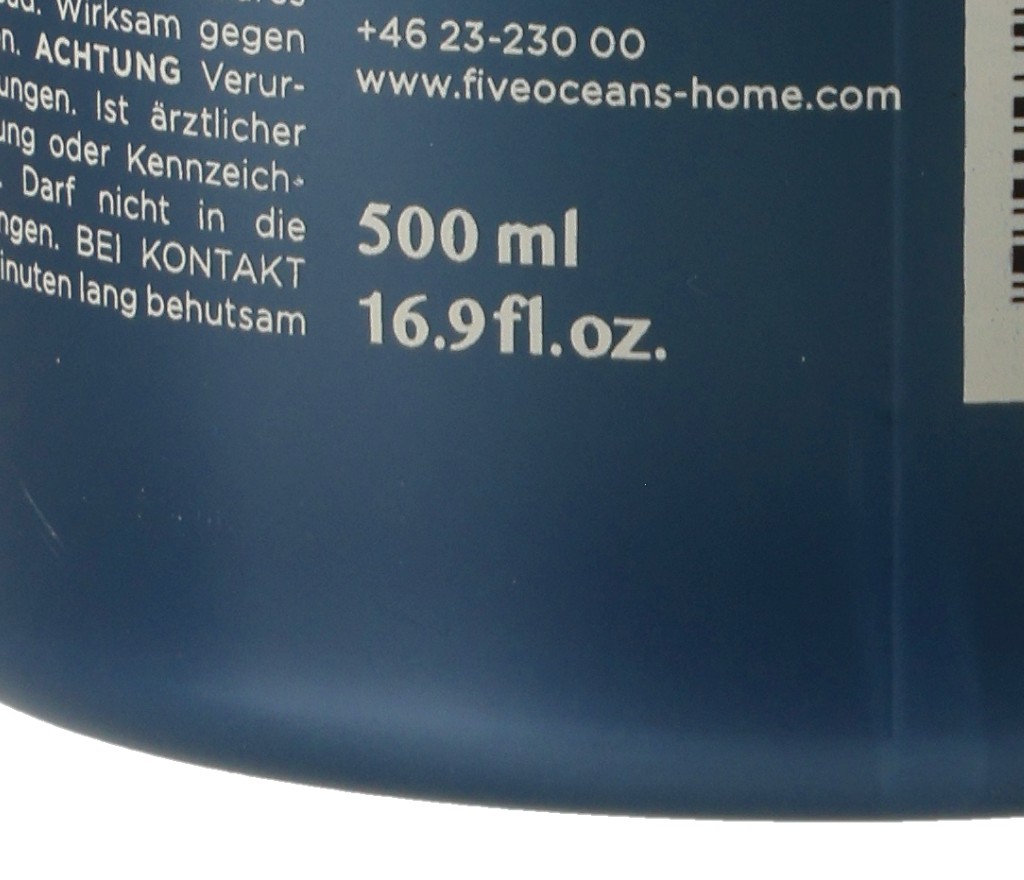 Wirksam gegen
n. ACHTUNG Verur-
ungen. Ist ärztlicher
ung oder Kennzeich-
. Darf nicht in die
ngen. BEI KONTAKT
inuten lang behutsam
+46 23-230 00
www.fiveoceans-home.com
500 ml
16.9 fl.oz.